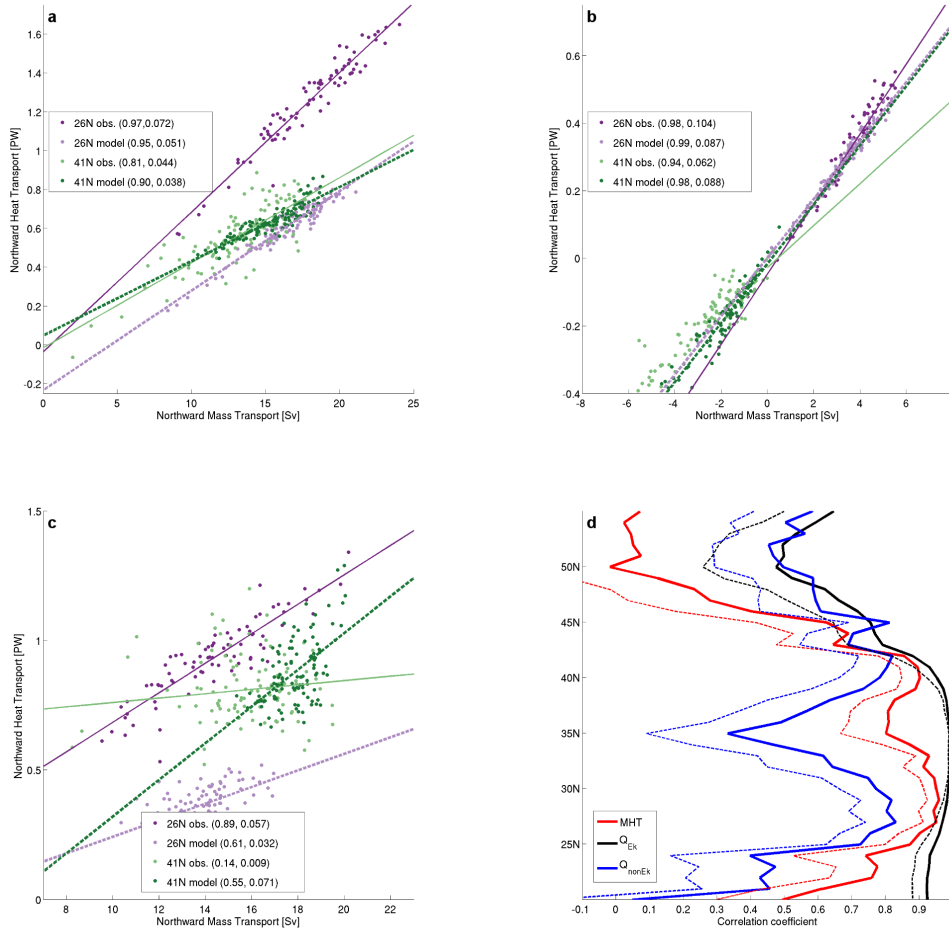 a
Northward Heat Transport [PW]
1.6
1.4
1.2
1
0.8
0.6
0.4
0.2
0
-0.2
26N obs. (0.97,0.072)
26N model (0.95, 0.051)
41N obs. (0.81, 0.044)
41N model (0.90, 0.038)
0 5 10 15 20 25
Northward Mass Transport [Sv]
b
Northward Heat Transport [PW]
0.6
0.4
0.2
0
-0.2
-0.4
26N obs. (0.98, 0.104)
26N model (0.99, 0.087)
41N obs. (0.94, 0.062)
41N model (0.98, 0.088)
-8 -6 -4 -2 0 2 4 6
Northward Mass Transport [Sv]
c
Northward Heat Transport [PW]
1.5
1
0.5
0
26N obs. (0.89, 0.057)
26N model (0.61, 0.032)
41N obs. (0.14, 0.009)
41N model (0.55, 0.071)
8 10 12 14 16 18 20 22
Northward Mass Transport [Sv]
d
50N
45N
40N
35N
30N
25N
MHT
Q_Ek
Q_nonEk
-0.1 0 0.1 0.2 0.3 0.4 0.5 0.6 0.7 0.8 0.9
Correlation coefficient